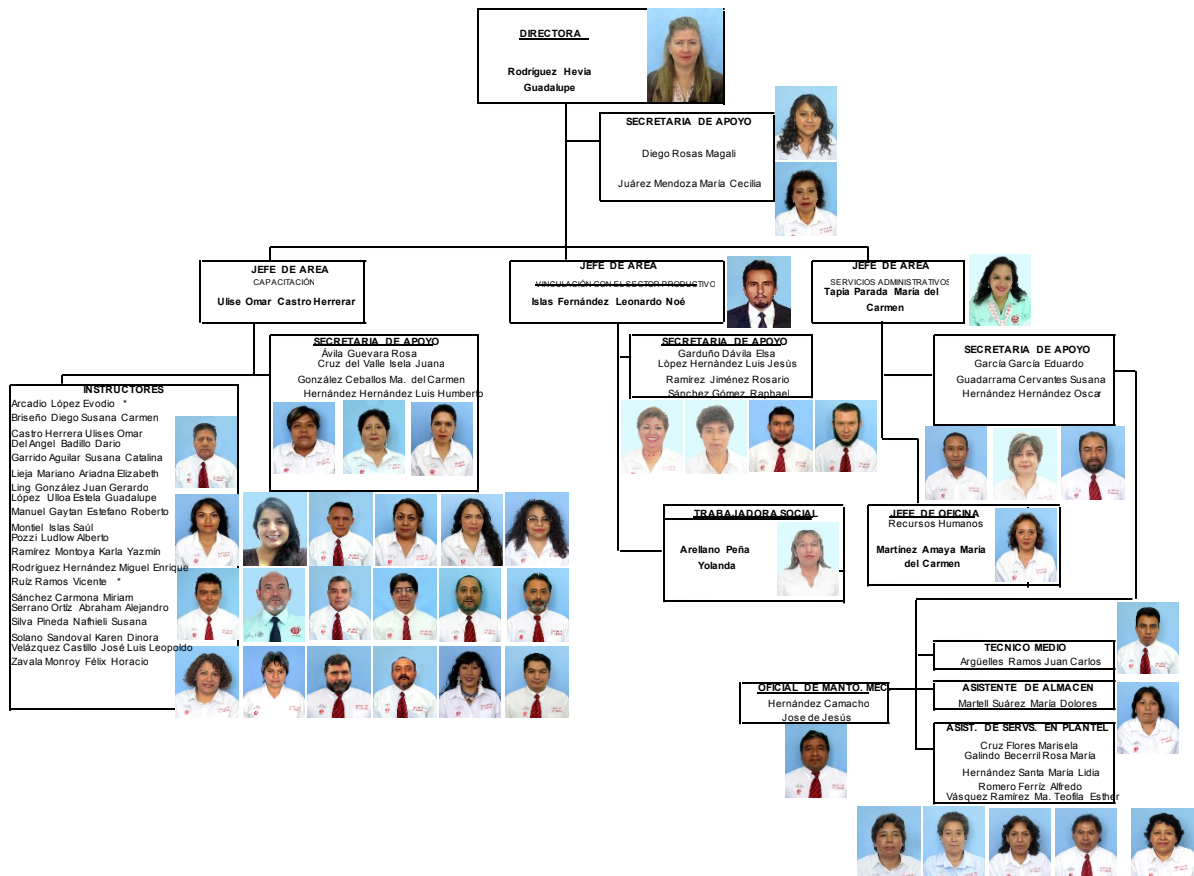 DIRECTORA
Rodríguez Hevia
Guadalupe
SECRETARIA DE APOYO
Diego Rosas Magali
Juárez Mendoza María Cecilia
JEFE DE AREA
CAPACITACIÓN
Ulise Omar Castro Herrerar
JEFE DE AREA
VINCULACIÓN CON EL SECTOR PRODUCTIVO
Islas Fernández Leonardo Noé
JEFE DE AREA
SERVICIOS ADMINISTRATIVOS
Tapia Parada María del
Carmen
SECRETARIA DE APOYO
Ávila Guevara Rosa
Cruz del Valle Isela Juana
González Ceballos Ma. del Carmen
Hernández Hernández Luis Humberto
SECRETARIA DE APOYO
Garduño Dávila Elsa
López Hernández Luis Jesús
Ramírez Jiménez Rosario
Sánchez Gómez Raphael
SECRETARIA DE APOYO
García García Eduardo
Guadarrama Cervantes Susana
Hernández Hernández Oscar
INSTRUCTORES
Arcadio López Evodio *
Briseño Diego Susana Carmen
Castro Herrera Ulises Omar
Del Angel Badillo Dario
Garrido Aguilar Susana Catalina
Lieja Mariano Ariadna Elizabeth
Ling González Juan Gerardo
López Ulloa Estela Guadalupe
Manuel Gaytan Estefano Roberto
Montiel Islas Saúl
Pozzi Ludlow Alberto
Ramírez Montoya Karla Yazmín
Rodríguez Hernández Miguel Enrique
Ruíz Ramos Vicente *
Sánchez Carmona Miriam
Serrano Ortíz Abraham Alejandro
Silva Pineda Nafhieli Susana
Solano Sandoval Karen Dinora
Velázquez Castillo José Luis Leopoldo
Zavala Monroy Félix Horacio
TRABAJADORA SOCIAL
Arellano Peña
Yolanda
JEFE DE OFICINA
Recursos Humanos
Martínez Amaya María
del Carmen
TECNICO MEDIO
Argüelles Ramos Juan Carlos
OFICIAL DE MANTO. MEC.
Hernández Camacho
Jose de Jesús
ASISTENTE DE ALMACEN
Martell Suárez María Dolores
ASIST. DE SERVS. EN PLANTEL
Cruz Flores Marisela
Galindo Becerril Rosa María
Hernández Santa María Lidia
Romero Ferríz Alfredo
Vásquez Ramírez Ma. Teofila Esther